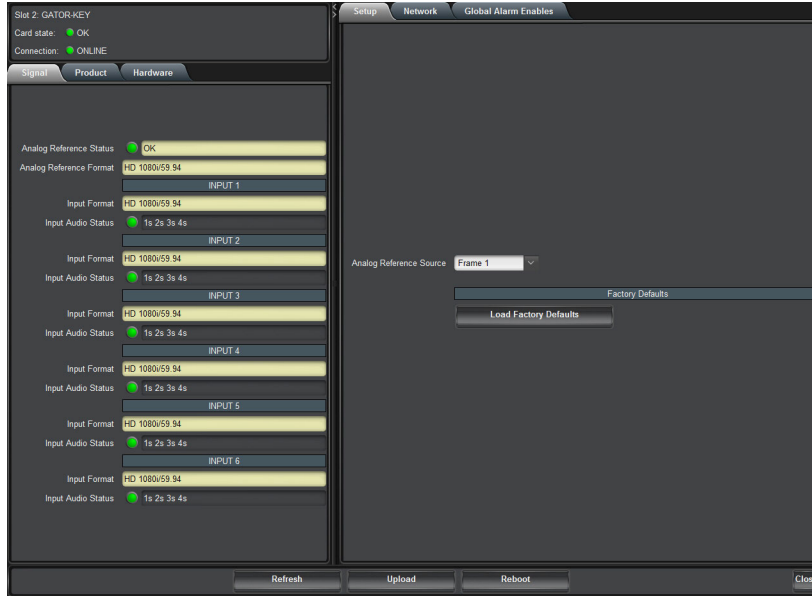 Slot 2: GATOR-KEY
Card state: OK
Connection: ONLINE
Signal Product Hardware
Analog Reference Status OK
Analog Reference Format HD 1080i/59.94
INPUT 1
Input Format HD 1080i/59.94
Input Audio Status 1s 2s 3s 4s
INPUT 2
Input Format HD 1080i/59.94
Input Audio Status 1s 2s 3s 4s
INPUT 3
Input Format HD 1080i/59.94
Input Audio Status 1s 2s 3s 4s
INPUT 4
Input Format HD 1080i/59.94
Input Audio Status 1s 2s 3s 4s
INPUT 5
Input Format HD 1080i/59.94
Input Audio Status 1s 2s 3s 4s
INPUT 6
Input Format HD 1080i/59.94
Input Audio Status 1s 2s 3s 4s
Setup Network Global Alarm Enables
Analog Reference Source Frame 1
Factory Defaults
Load Factory Defaults
Refresh Upload Reboot Clos